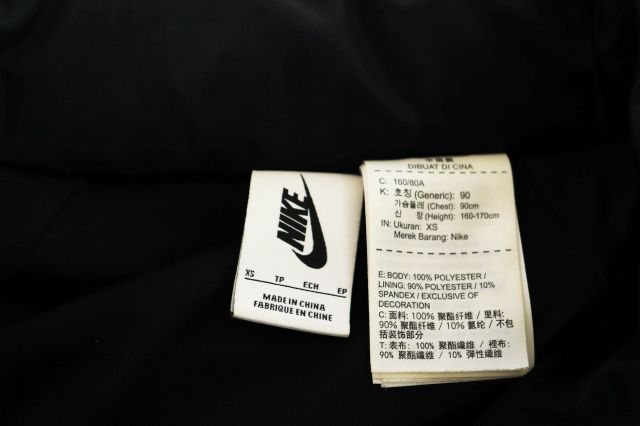 NIKE
XS TP ECH EP
MADE IN CHINA
FABRIQUE EN CHINE
DIBUAT DI CINA
C: 160/80A
K: 호칭 (Generic): 90
가슴둘레 (Chest): 90cm
신 장 (Height): 160-170cm
IN: Ukuran: XS
Merek Barang: Nike
E: BODY: 100% POLYESTER /
LINING: 90% POLYESTER / 10%
SPANDEX / EXCLUSIVE OF
DECORATION
C: 面料: 100% 聚酯纤维 / 里料:
90% 聚酯纤维 / 10% 氨纶 / 不包
括装饰部分
T: 表布: 100% 聚酯纖維 / 裡布:
90% 聚酯纖維 / 10% 彈性纖維